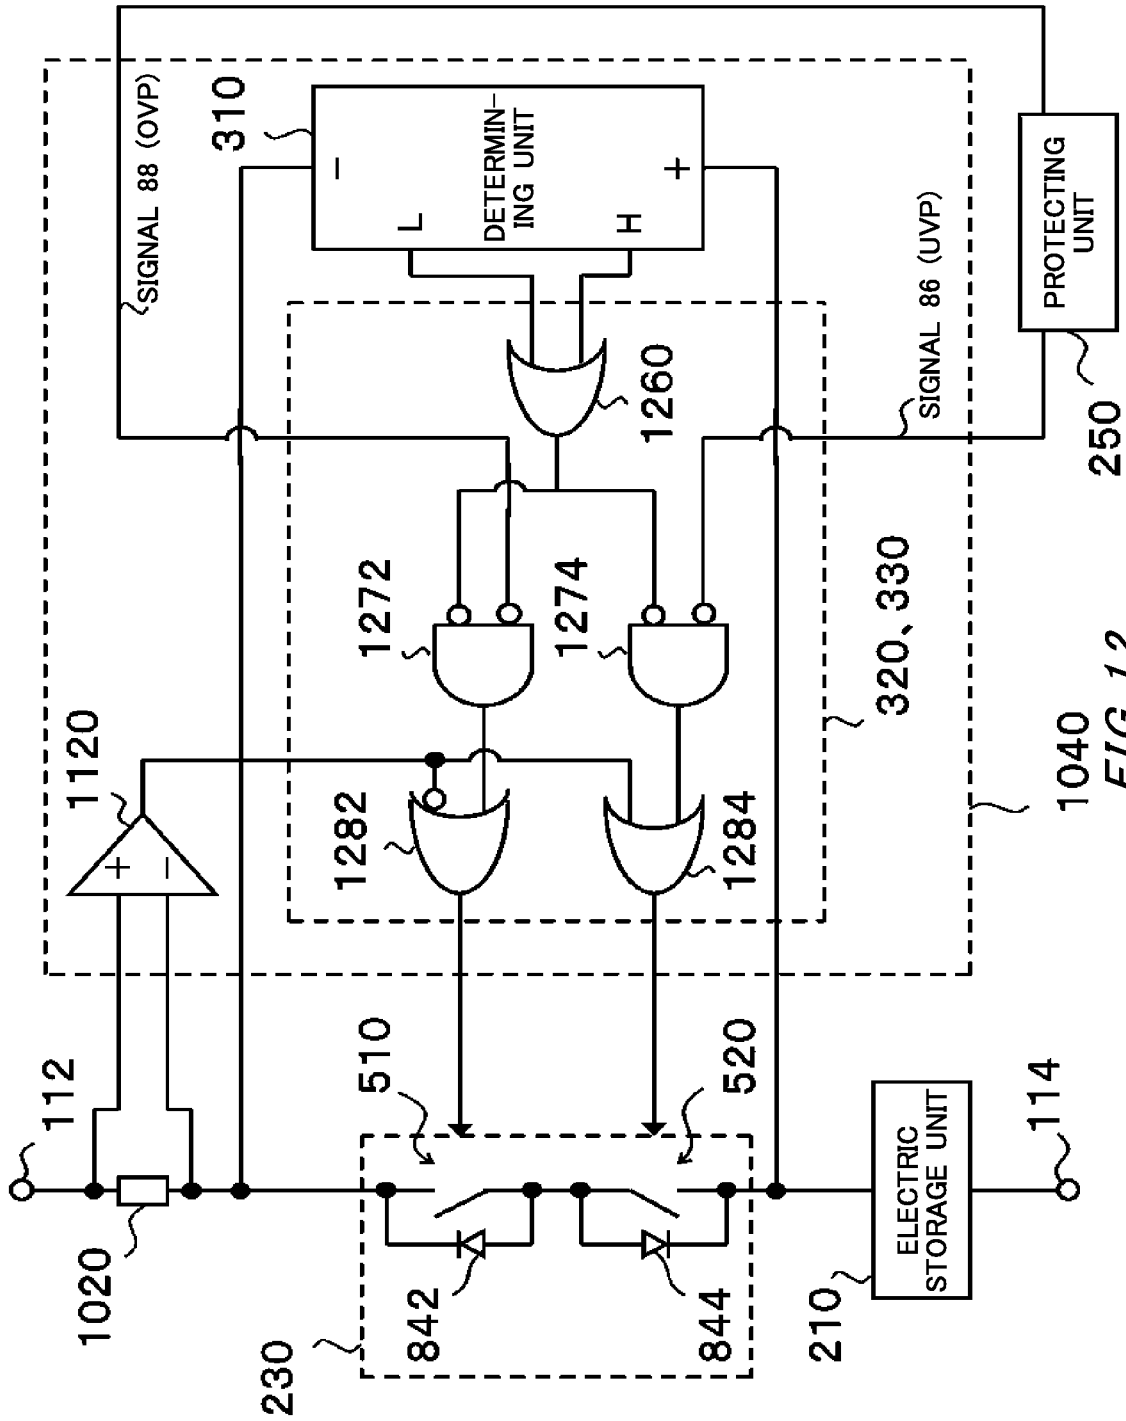 112
1020
1120
+
−
SIGNAL 88 (OVP)
310
−
L
DETERMIN-
ING UNIT
H
+
1260
1272
1274
1282
1284
510
520
842
844
230
SIGNAL 86 (UVP)
PROTECTING
UNIT
250
320、330
1040
ELECTRIC
STORAGE UNIT
210
114
FIG. 12